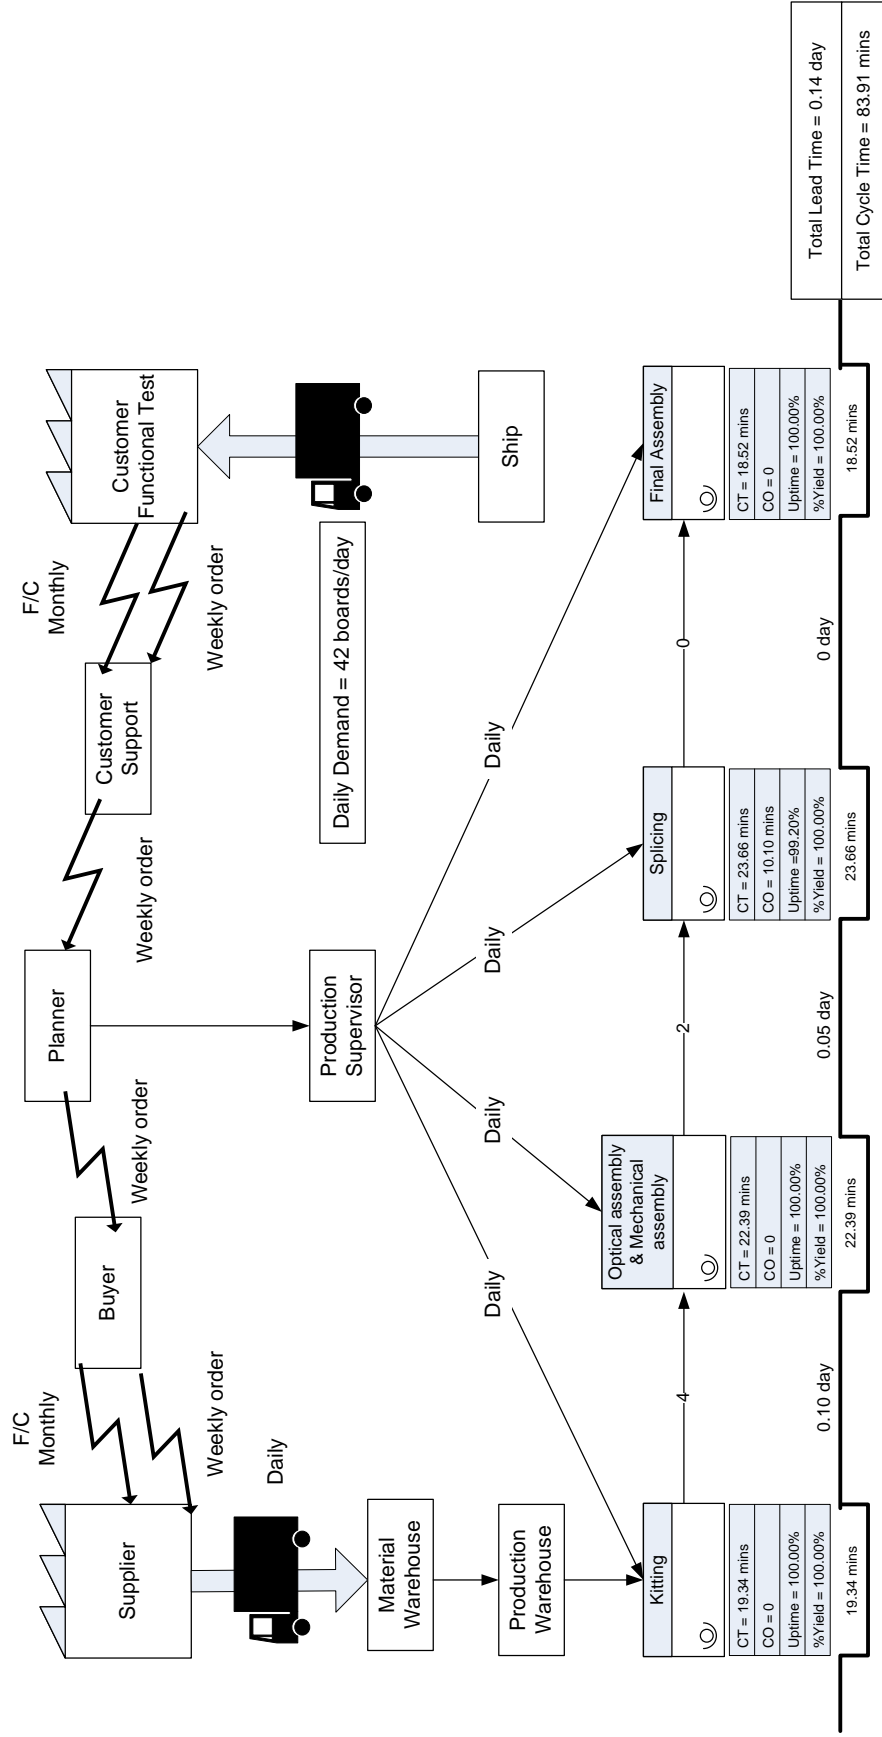 Supplier
F/C
Monthly
Weekly order
Buyer
Weekly order
Planner
Weekly order
Customer
Support
F/C
Monthly
Weekly order
Customer
Functional Test
Daily
Material
Warehouse
Production
Warehouse
Production
Supervisor
Daily Demand = 42 boards/day
Ship
Daily
Daily
Daily
Daily
Kitting
CT = 19.34 mins
CO = 0
Uptime = 100.00%
%Yield = 100.00%
4
Optical assembly
& Mechanical
assembly
CT = 22.39 mins
CO = 0
Uptime = 100.00%
%Yield = 100.00%
2
Splicing
CT = 23.66 mins
CO = 10.10 mins
Uptime =99.20%
%Yield = 100.00%
0
Final Assembly
CT = 18.52 mins
CO = 0
Uptime = 100.00%
%Yield = 100.00%
19.34 mins
0.10 day
22.39 mins
0.05 day
23.66 mins
0 day
18.52 mins
Total Lead Time = 0.14 day
Total Cycle Time = 83.91 mins